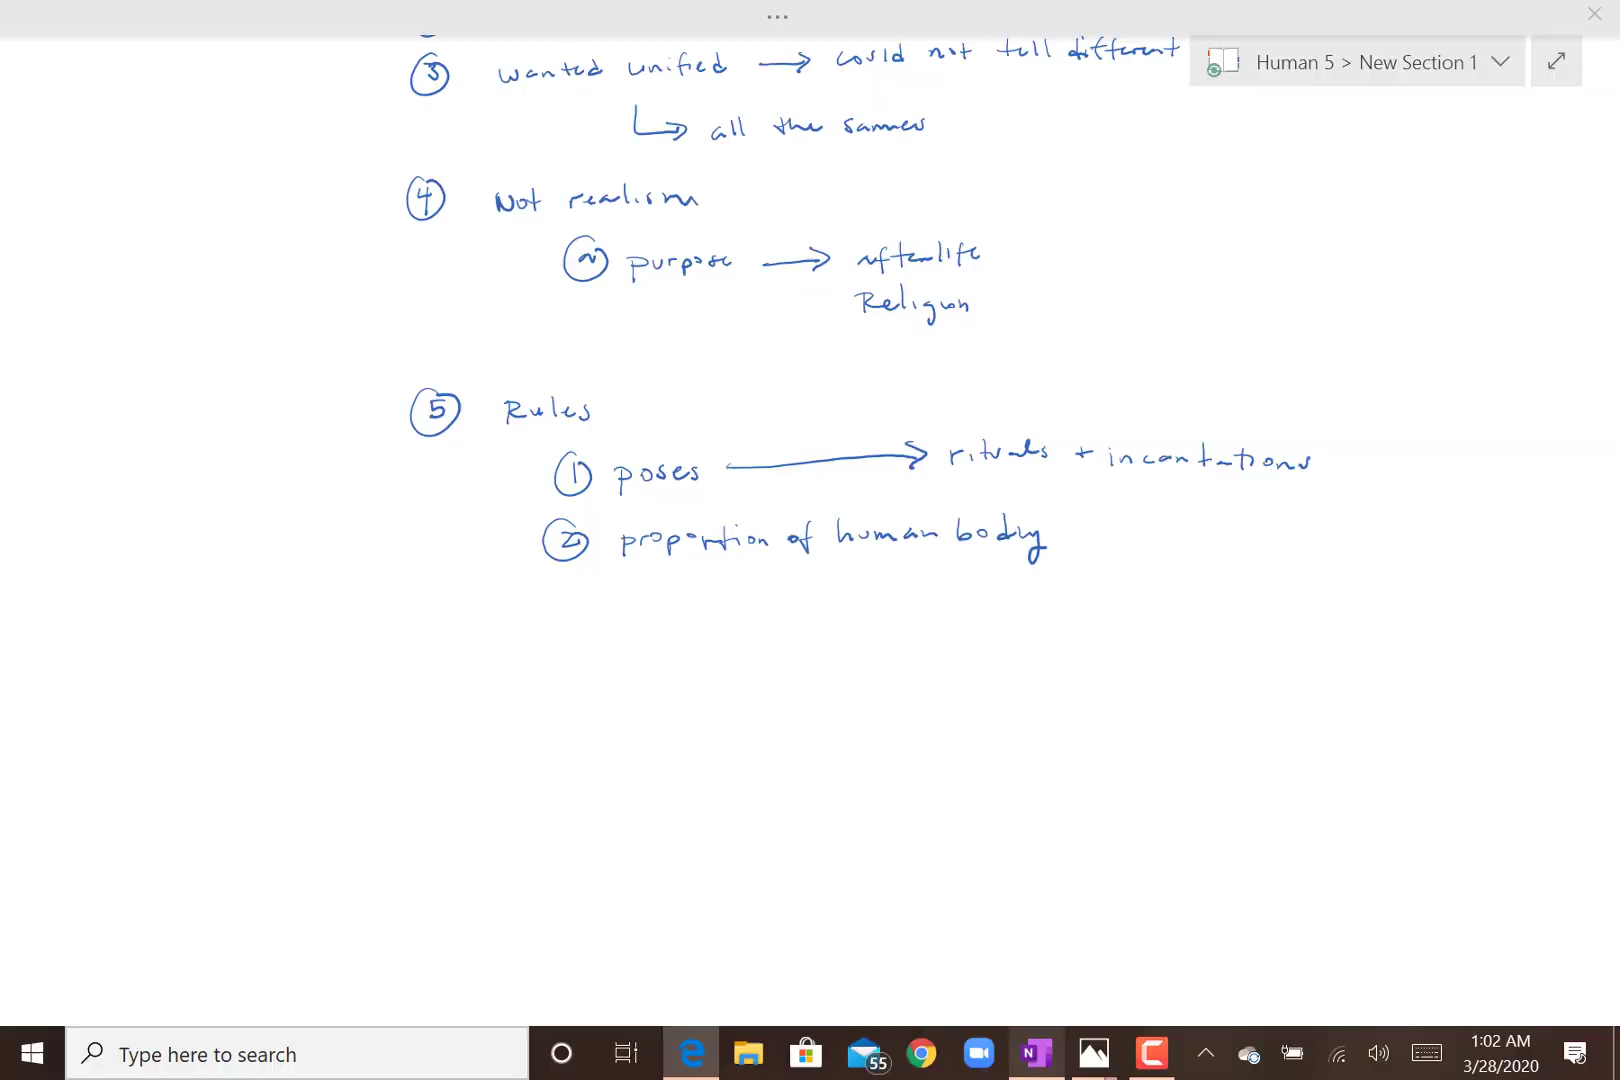 ...
③ wanted unified → could not tell different
Human 5 > New Section 1
↳ all the sameness
④ Not realism
ⓐ purpose → afterlife
Religion
⑤ Rules
① poses → rituals + incantations
② proportion of human body
Type here to search
55
1:02 AM
3/28/2020